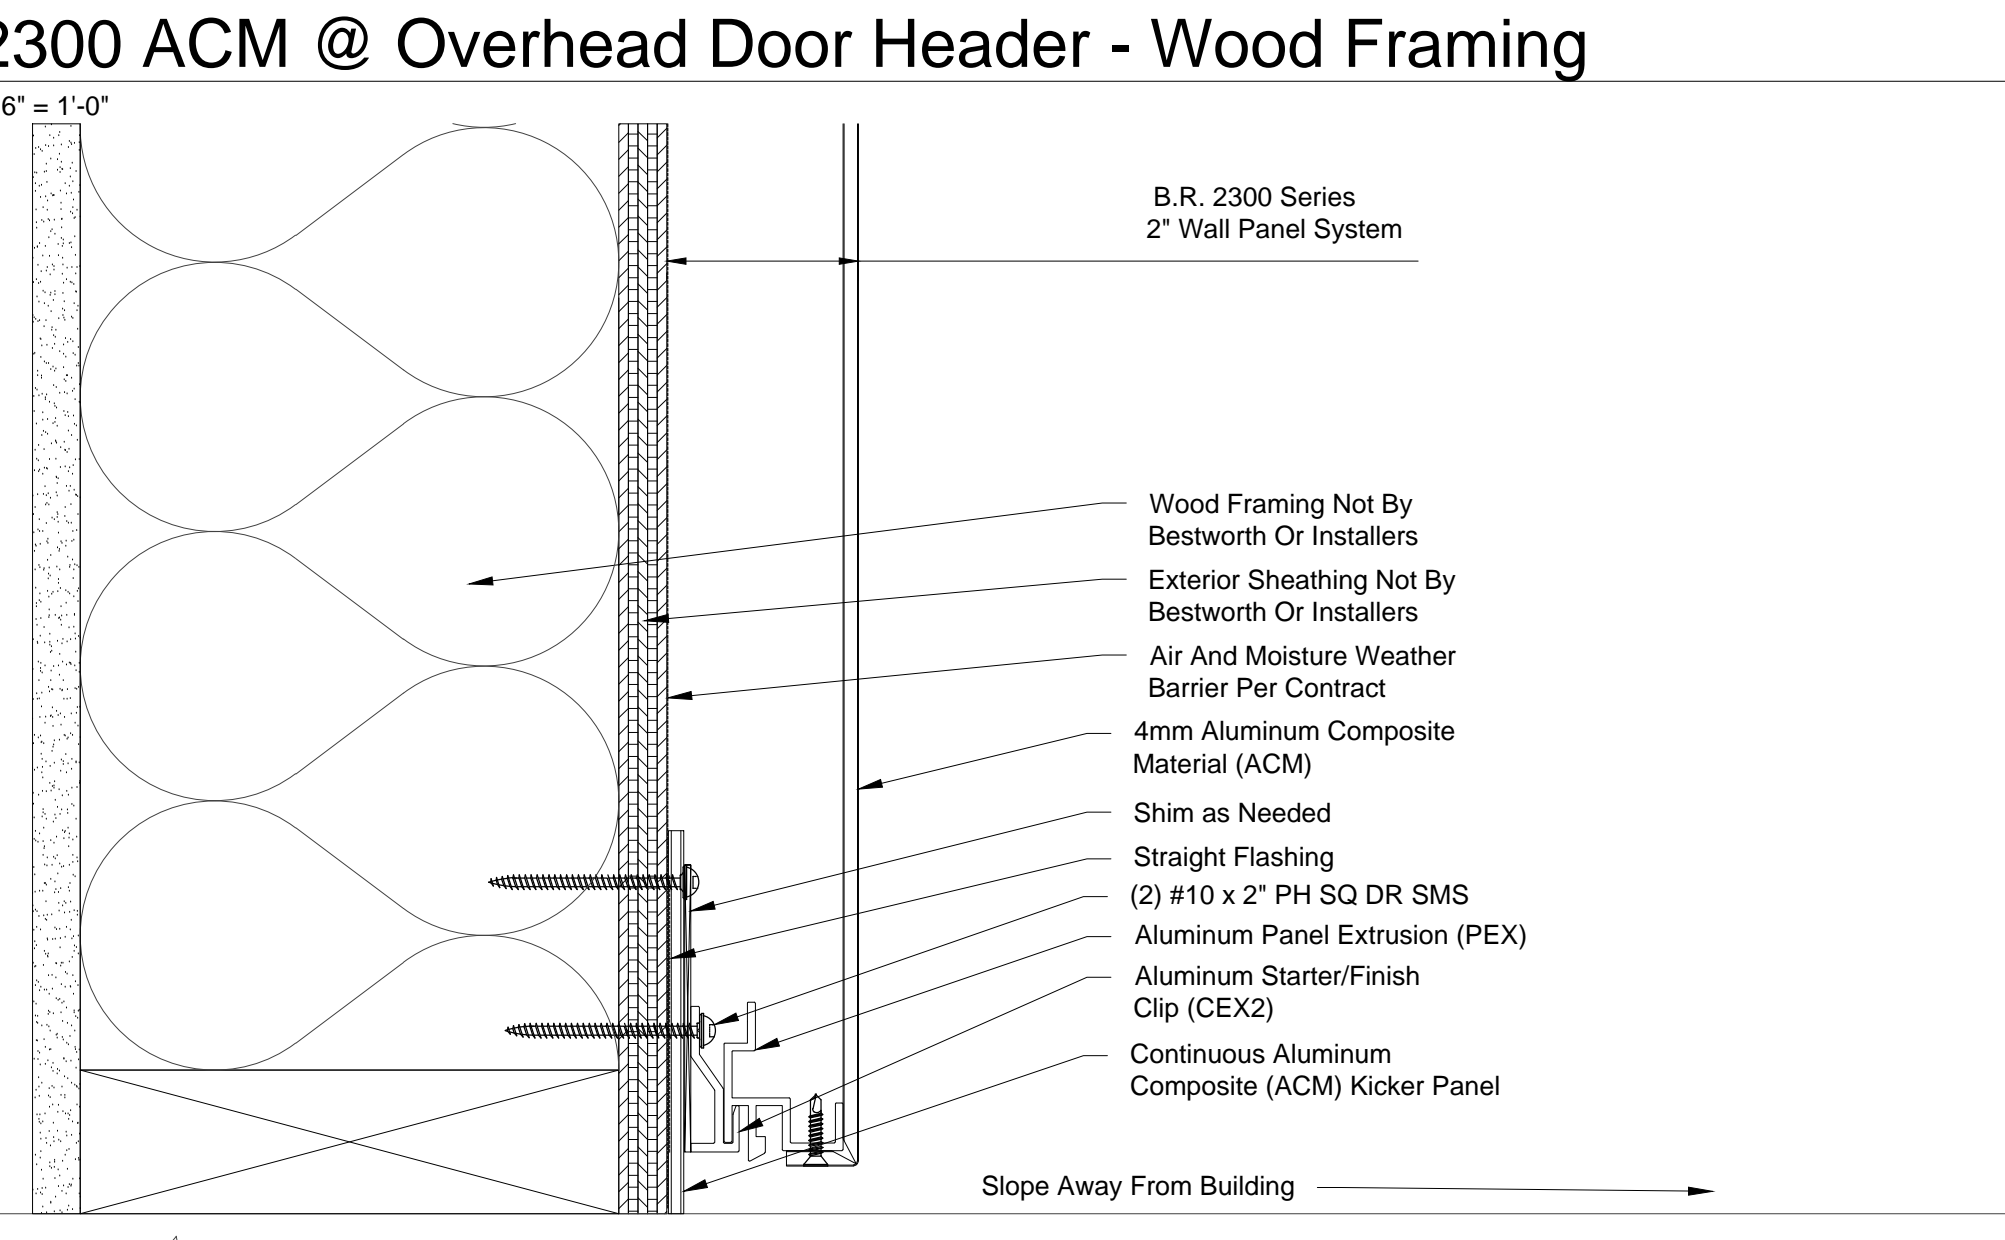 2300 ACM @ Overhead Door Header - Wood Framing
6" = 1'-0"
B.R. 2300 Series
2" Wall Panel System
Wood Framing Not By
Bestworth Or Installers
Exterior Sheathing Not By
Bestworth Or Installers
Air And Moisture Weather
Barrier Per Contract
4mm Aluminum Composite
Material (ACM)
Shim as Needed
Straight Flashing
(2) #10 x 2" PH SQ DR SMS
Aluminum Panel Extrusion (PEX)
Aluminum Starter/Finish
Clip (CEX2)
Continuous Aluminum
Composite (ACM) Kicker Panel
Slope Away From Building